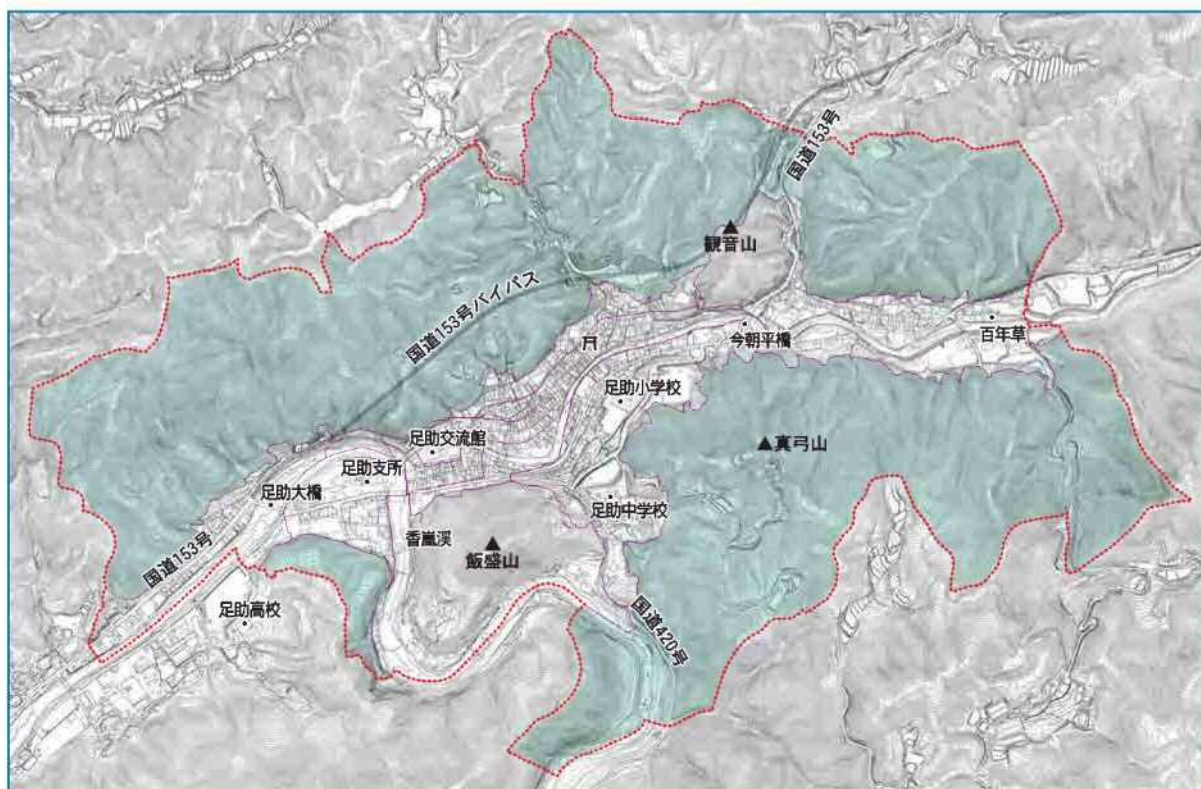 国道153号
観音山
国道153号バイパス
今朝平橋
百年草
足助小学校
足助交流館
真弓山
足助支所
足助大橋
足助中学校
香嵐渓
飯盛山
国道153号
足助高校
国道420号